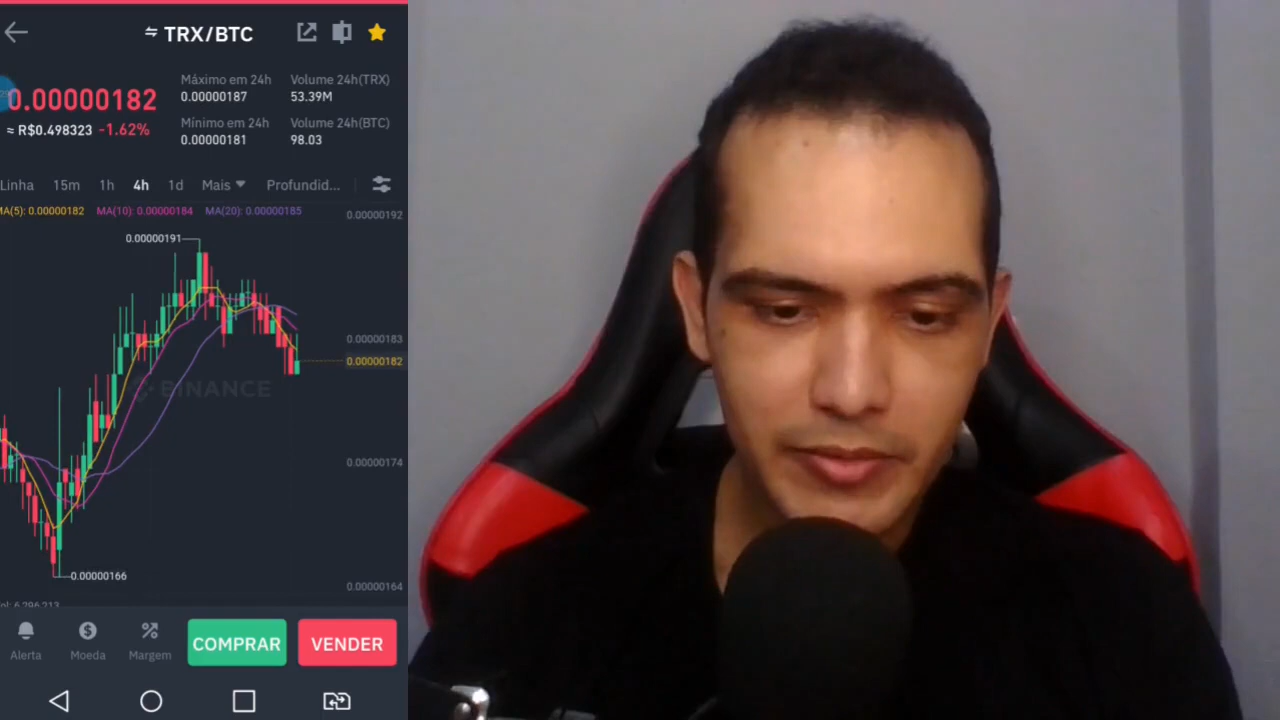 TRX/BTC
0.00000182
≈ R$0.498323 -1.62%
Máximo em 24h
0.00000187
Volume 24h(TRX)
53.39M
Mínimo em 24h
0.00000181
Volume 24h(BTC)
98.03
Linha 15m 1h 4h 1d Mais Profundid...
MA(5): 0.00000182 MA(10): 0.00000184 MA(20): 0.00000185
0.00000192
0.00000191
0.00000183
0.00000182
BINANCE
0.00000174
0.00000166
0.00000164
Alerta
Moeda
Margem
COMPRAR
VENDER